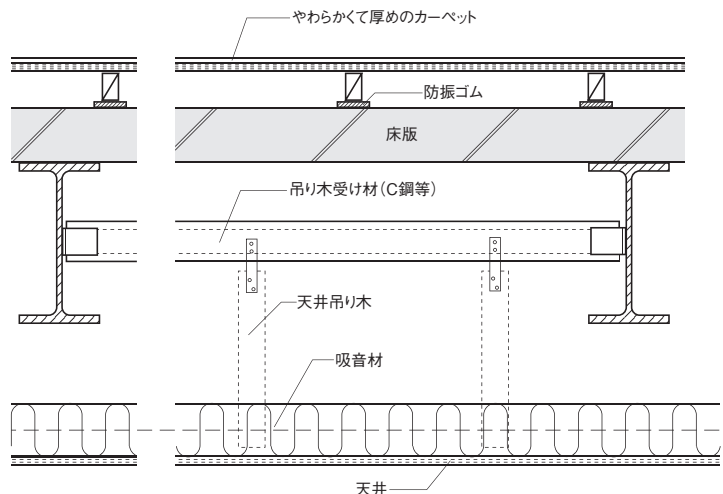 やわらかくて厚めのカーペット
防振ゴム
床版
吊り木受け材（C鋼等）
天井吊り木
吸音材
天井